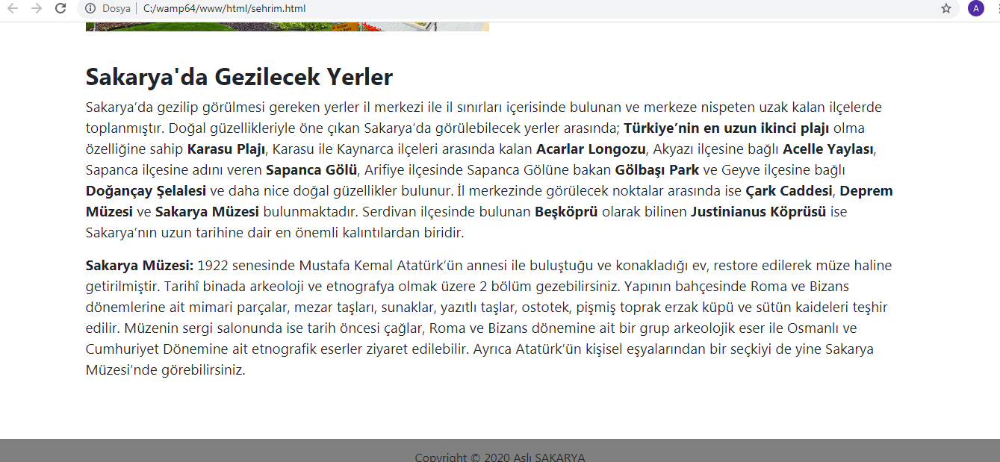 Dosya | C:/wamp64/www/html/sehrim.html
A
Sakarya'da Gezilecek Yerler
Sakarya’da gezilip görülmesi gereken yerler il merkezi ile il sınırları içerisinde bulunan ve merkeze nispeten uzak kalan ilçelerde
toplanmıştır. Doğal güzellikleriyle öne çıkan Sakarya’da görülebilecek yerler arasında; Türkiye’nin en uzun ikinci plajı olma
özelliğine sahip Karasu Plajı, Karasu ile Kaynarca ilçeleri arasında kalan Acarlar Longozu, Akyazı ilçesine bağlı Acelle Yaylası,
Sapanca ilçesine adını veren Sapanca Gölü, Arifiye ilçesinde Sapanca Gölüne bakan Gölbaşı Park ve Geyve ilçesine bağlı
Doğançay Şelalesi ve daha nice doğal güzellikler bulunur. İl merkezinde görülecek noktalar arasında ise Çark Caddesi, Deprem
Müzesi ve Sakarya Müzesi bulunmaktadır. Serdivan ilçesinde bulunan Beşköprü olarak bilinen Justinianus Köprüsü ise
Sakarya’nın uzun tarihine dair en önemli kalıntılardan biridir.
Sakarya Müzesi: 1922 senesinde Mustafa Kemal Atatürk’ün annesi ile buluştuğu ve konakladığı ev, restore edilerek müze haline
getirilmiştir. Tarihî binada arkeoloji ve etnografya olmak üzere 2 bölüm gezebilirsiniz. Yapının bahçesinde Roma ve Bizans
dönemlerine ait mimari parçalar, mezar taşları, sunaklar, yazıtlı taşlar, ostotek, pişmiş toprak erzak küpü ve sütün kaideleri teşhir
edilir. Müzenin sergi salonunda ise tarih öncesi çağlar, Roma ve Bizans dönemine ait bir grup arkeolojik eser ile Osmanlı ve
Cumhuriyet Dönemine ait etnografik eserler ziyaret edilebilir. Ayrıca Atatürk’ün kişisel eşyalarından bir seçkiyi de yine Sakarya
Müzesi’nde görebilirsiniz.
Copyright © 2020 Aslı SAKARYA